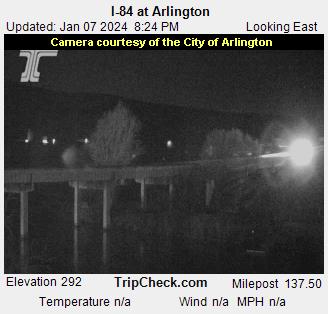 I-84 at Arlington
Updated: Jan 07 2024 8:24 PM Looking East
Camera courtesy of the City of Arlington
Elevation 292 TripCheck.com Milepost 137.50
Temperature n/a Wind n/a MPH n/a